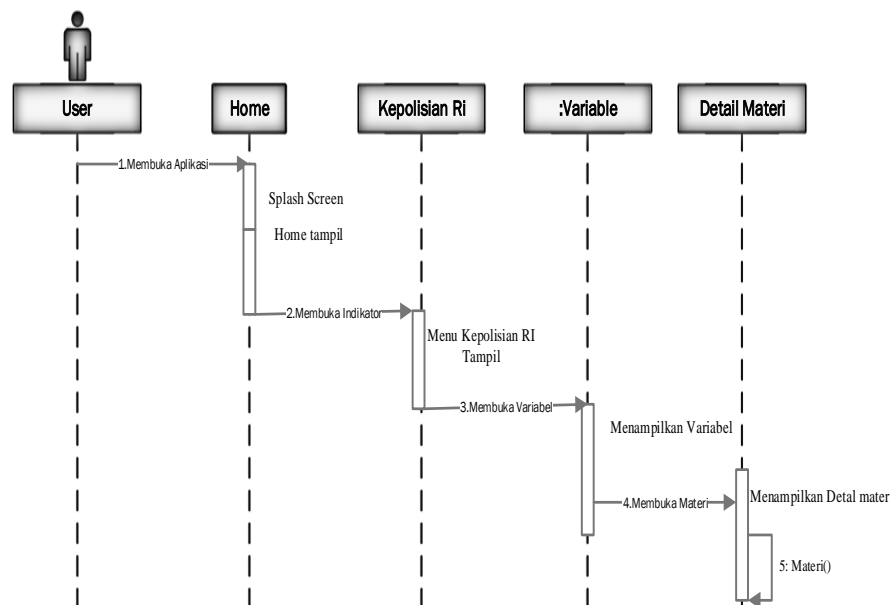 User
Home
Kepolisian Ri
:Variable
Detail Materi
1.Membuka Aplikasi
Splash Screen
Home tampil
2.Membuka Indikator
Menu Kepolisian RI
Tampil
3.Membuka Variabel
Menampilkan Variabel
4.Membuka Materi
Menampilkan Detal mater
5: Materi()